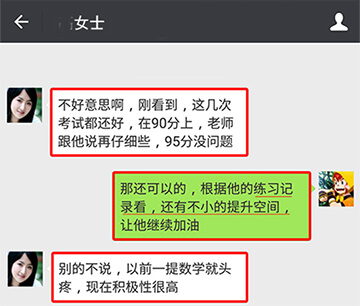 女士
不好意思啊，刚看到，这几次
考试都还好，在90分上，老师
跟他说再仔细些，95分没问题
那还可以的，根据他的练习记
录看，还有不小的提升空间，
让他继续加油
别的不说，以前一提数学就头
疼，现在积极性很高